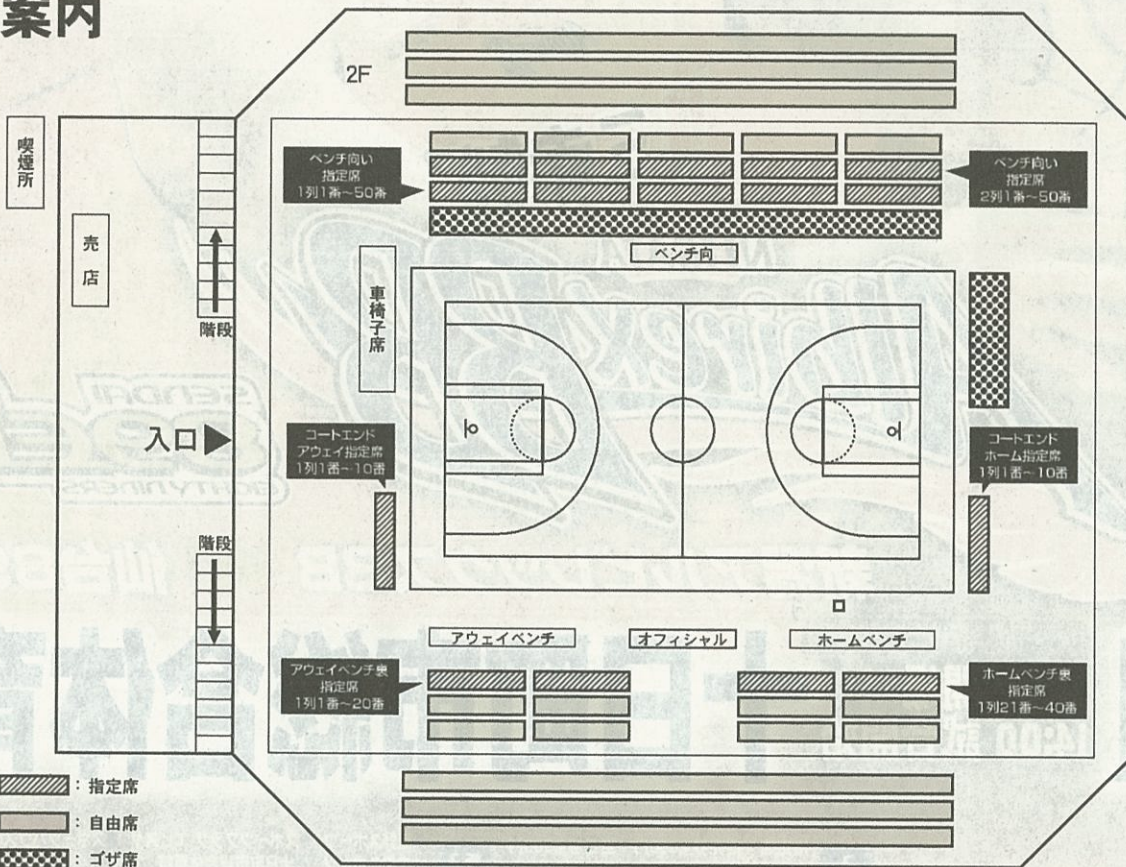 案内
2F
喫煙所
売店
階段
入口
階段
ベンチ向い
指定席
1列1番～50番
ベンチ向い
指定席
2列1番～50番
ベンチ向
車椅子席
コートエンド
アウェイ指定席
1列1番～10番
コートエンド
ホーム指定席
1列1番～10番
アウェイベンチ
オフィシャル
ホームベンチ
アウェイベンチ裏
指定席
1列1番～20番
ホームベンチ裏
指定席
1列21番～40番
：指定席
：自由席
：ゴザ席